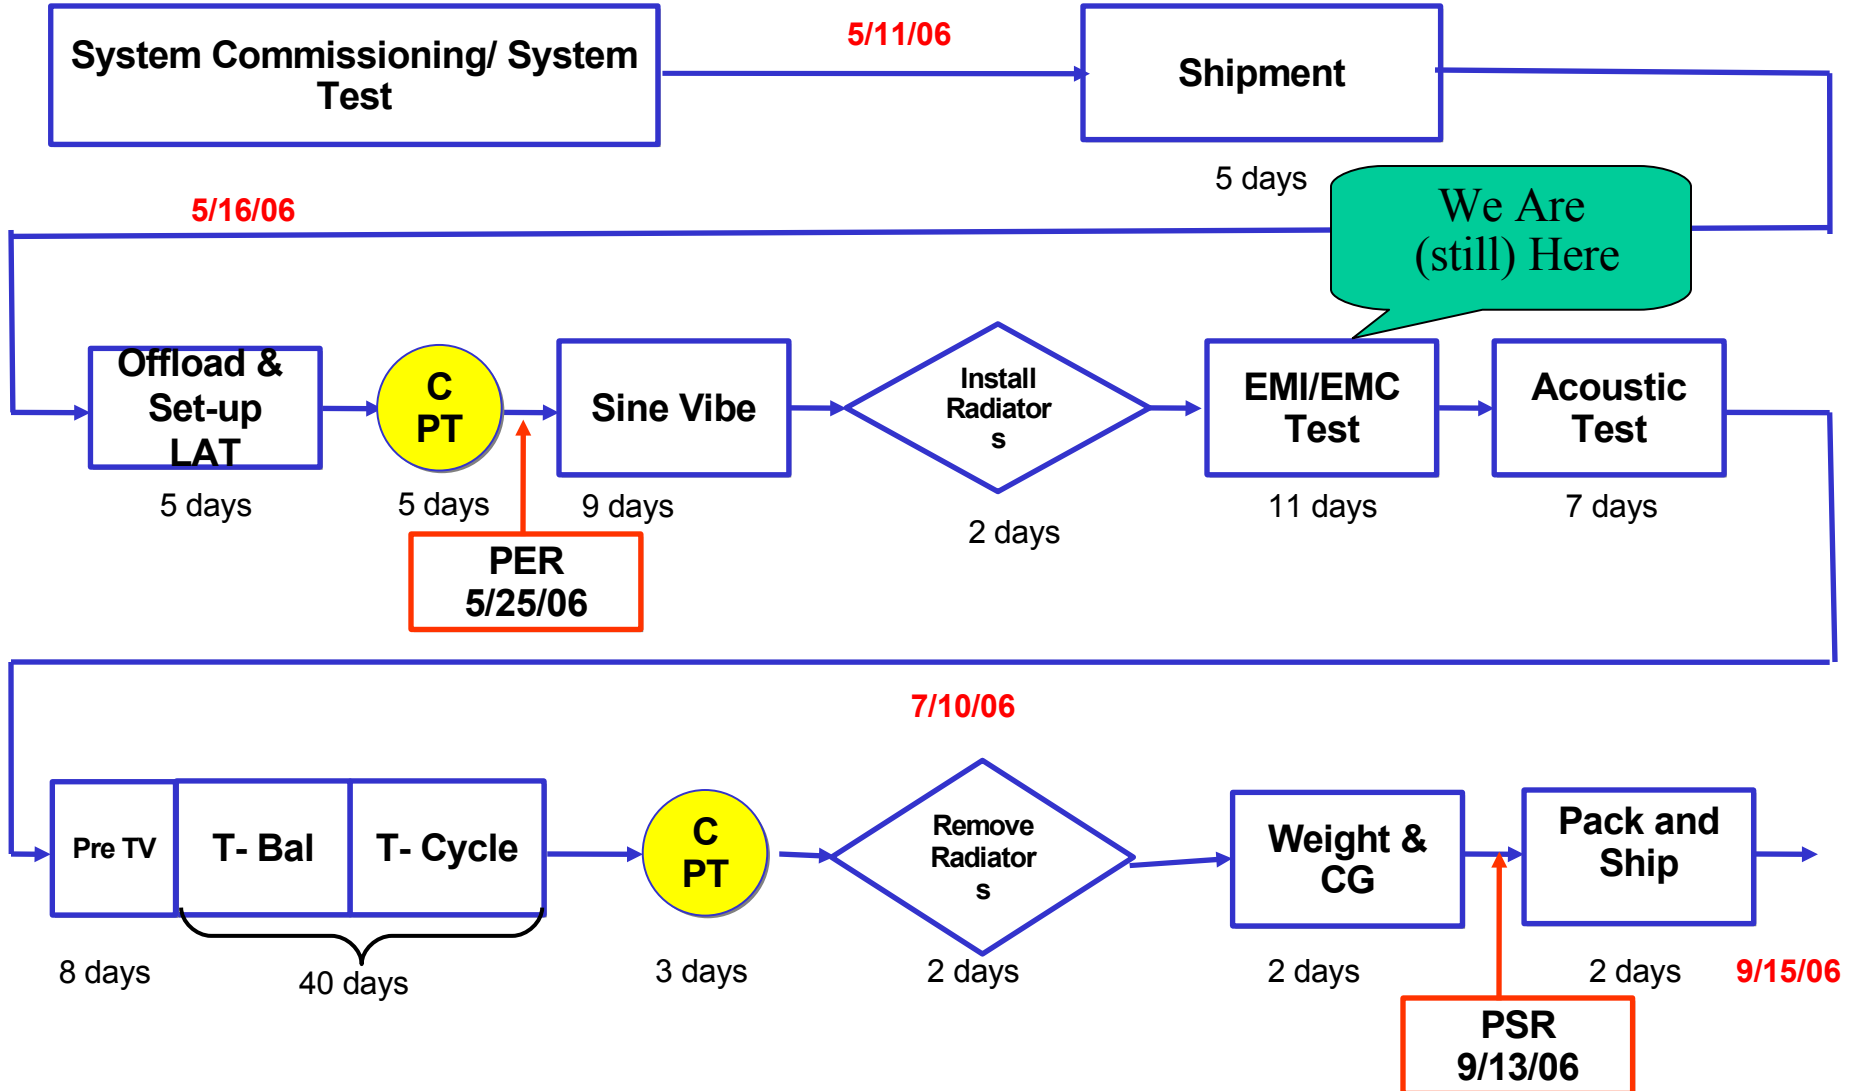 System Commissioning/ System
Test
5/11/06
Shipment
5 days
We Are
(still) Here
5/16/06
Offload &
Set-up
LAT
5 days
C
PT
5 days
Sine Vibe
9 days
Install
Radiator
s
2 days
EMI/EMC
Test
11 days
Acoustic
Test
7 days
PER
5/25/06
7/10/06
Pre TV
8 days
T- Bal
T- Cycle
40 days
C
PT
3 days
Remove
Radiator
s
2 days
Weight &
CG
2 days
Pack and
Ship
2 days
9/15/06
PSR
9/13/06